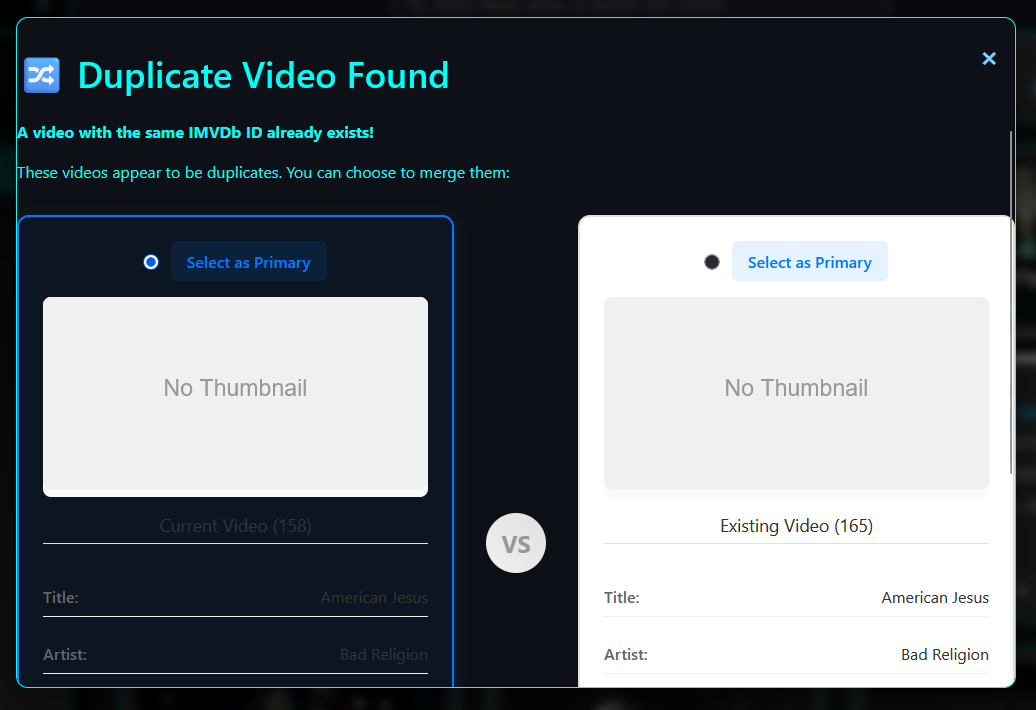 Duplicate Video Found
×
A video with the same IMVDb ID already exists!
These videos appear to be duplicates. You can choose to merge them:
Select as Primary
No Thumbnail
Current Video (158)
Title: American Jesus
Artist: Bad Religion
VS
Select as Primary
No Thumbnail
Existing Video (165)
Title: American Jesus
Artist: Bad Religion